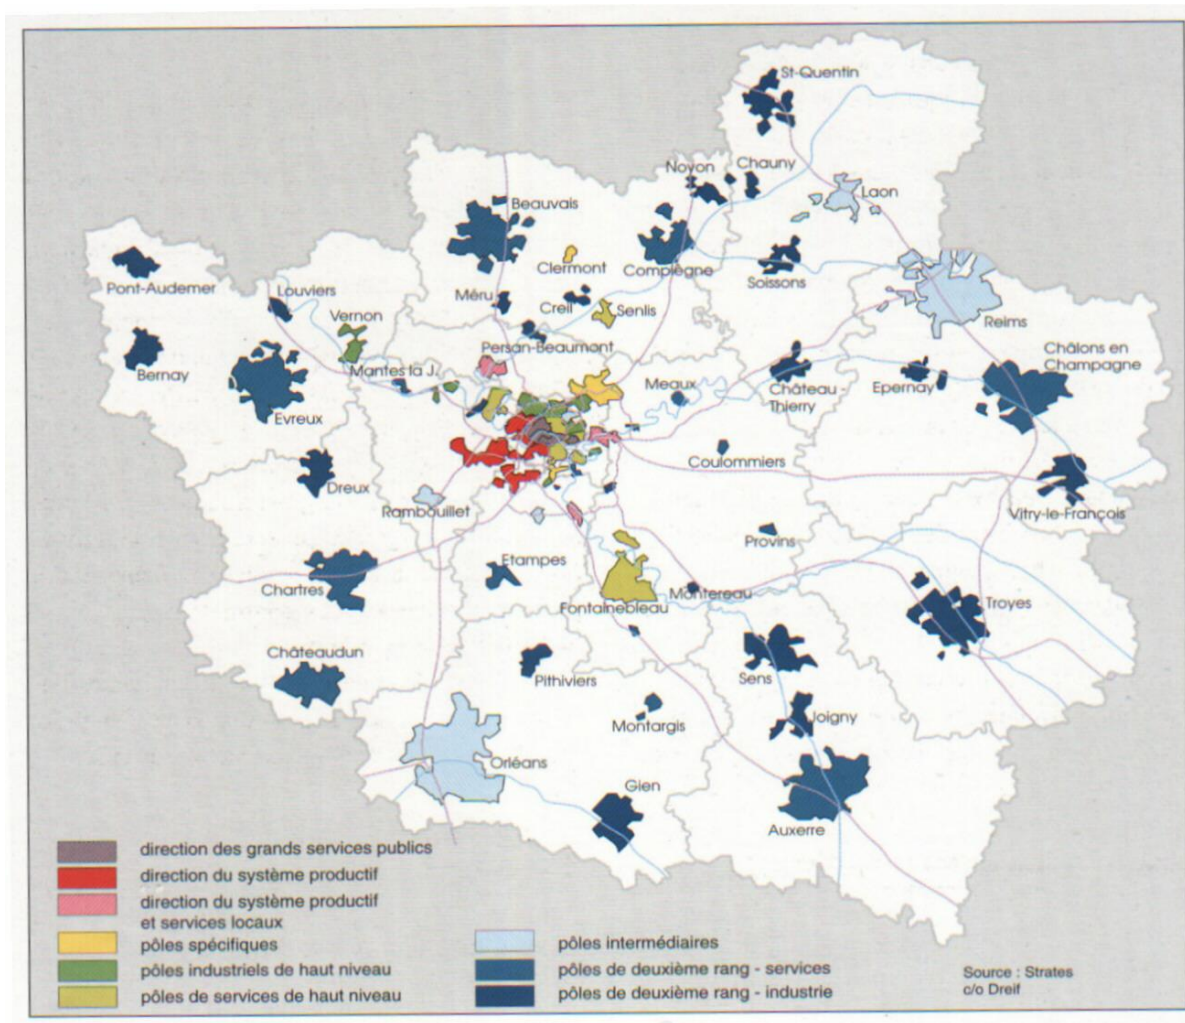 St-Quentin
Noyon
Chauny
Laon
Beauvais
Clermont
Compiègne
Soissons
Pont-Audemer
Louviers
Méru
Creil
Senlis
Reims
Vernon
Persan-Beaumont
Bernay
Mantes la J.
Meaux
Château -
Thierry
Epernay
Châlons en
Champagne
Evreux
Coulommiers
Dreux
Rambouillet
Vitry-le-François
Provins
Etampes
Chartres
Fontainebleau
Montereau
Troyes
Châteaudun
Pithiviers
Sens
Montargis
Joigny
Orléans
Gien
Auxerre
direction des grands services publics
direction du système productif
direction du système productif
et services locaux
pôles spécifiques
pôles industriels de haut niveau
pôles de services de haut niveau
pôles intermédiaires
pôles de deuxième rang - services
pôles de deuxième rang - industrie
Source : Strates
c/o Dreif